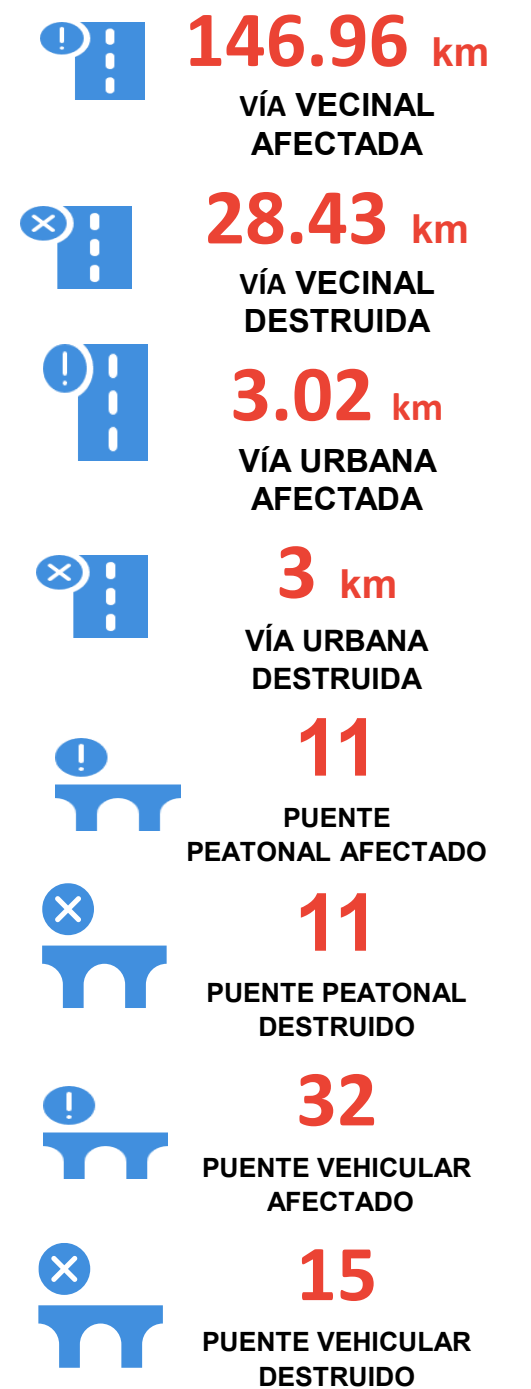 146.96 km
VÍA VECINAL
AFECTADA
28.43 km
VÍA VECINAL
DESTRUIDA
3.02 km
VÍA URBANA
AFECTADA
3 km
VÍA URBANA
DESTRUIDA
11
PUENTE
PEATONAL AFECTADO
11
PUENTE PEATONAL
DESTRUIDO
32
PUENTE VEHICULAR
AFECTADO
15
PUENTE VEHICULAR
DESTRUIDO